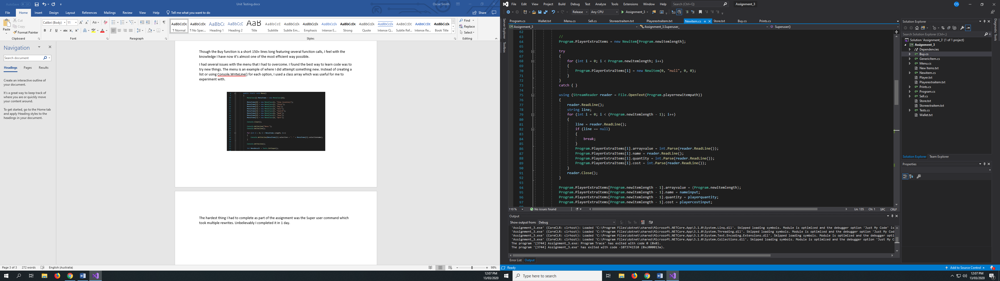 AutoSave Off
Unit Testing.docx
Oscar Smith
File Home Insert Draw Design Layout References Mailings Review View Help Tell me what you want to do
Share
Paste
Cut
Copy
Format Painter
Clipboard
Calibri (Body) 11
Font
Paragraph
AaBbCcDc AaBbCcDc AaBbCc AaBbCcC AaB AaBbCcD
¶ Normal ¶ No Spac... Heading 1 Heading 2 Title Subtitle Subtle Em... Emphasis Intense E... Strong Quote Intense Q... Subtle Ref... Intense Re... Book Title
Styles
Find
Replace
Select
Editing
Navigation
Search document
Headings Pages Results
Create an interactive outline of
your document.
It's a great way to keep track of
where you are or quickly move
your content around.
To get started, go to the Home tab
and apply Heading styles to the
headings in your document.
Though the Buy function is a short 150+ lines long featuring several function calls, I feel with the
knowledge I have now it's almost one of the most efficient way possible.
I had several issues with the menu that I had to overcome. I found the best way to learn code was to
try new things. The menu is an example of where I did attempt something new. Instead of creating a
list or using Console.WriteLine() for each option, I used a class array which was useful for me to
experiment with.
public static void Menu()
{
Console.Clear();
Console.WriteLine("Menu:");
Console.WriteLine();
for (int i = 0; i < MenuItems.Length; i++)
{
Console.WriteLine(MenuItems[i].selection + ". " + MenuItems[i].selectionname);
}
Console.WriteLine();
The hardest thing I had to complete as part of the assignment was the Super user command which
took multiple rewrites. Unbelievably I completed it in 1 day.
Page 3 of 3 272 words English (Australia)
98%
12:07 PM
13/03/2020
File Edit View Project Build Debug Test Analyze Tools Extensions Window Help Search (Ctrl+Q) Assignment_3
OS
Release Any CPU Assignment_3
Server Explorer
Toolbox
Program.cs Wallet.txt Menu.cs Sell.cs Storeextraitem.txt Playerextraitem.txt Newitem.cs Store.txt Buy.cs Prints.cs
Assignment_3 Assignment_3.Superuser_ Superuser()
62
63 //
64 Program.PlayerExtraItems = new Newitem[Program.newitemlength];
65
66 try
67 {
68 for (int i = 0; i < Program.newitemlength; i++)
69 {
70 Program.PlayerExtraItems[i] = new Newitem(0, "null", 0, 0);
71 }
72 }
73 catch { }
74
75 using (StreamReader reader = File.OpenText(Program.playernewitempath))
76 {
77 reader.ReadLine();
78 string line;
79 for (int i = 0; i < (Program.newitemlength - 1); i++)
80 {
81 line = reader.ReadLine();
82 if (line == null)
83 {
84 break;
85 }
86 Program.PlayerExtraItems[i].arrayvalue = int.Parse(reader.ReadLine());
87 Program.PlayerExtraItems[i].name = reader.ReadLine();
88 Program.PlayerExtraItems[i].quantity = int.Parse(reader.ReadLine());
89 Program.PlayerExtraItems[i].cost = int.Parse(reader.ReadLine());
90 }
91 reader.Close();
92 }
93
94 Program.PlayerExtraItems[Program.newitemlength - 1].arrayvalue = (Program.newitemlength);
95 Program.PlayerExtraItems[Program.newitemlength - 1].name = nameinput;
96 Program.PlayerExtraItems[Program.newitemlength - 1].quantity = playerquantity;
97 Program.PlayerExtraItems[Program.newitemlength - 1].cost = playercostinput;
110 % No issues found Ln: 135 Ch: 1 SPC CRLF
Output
Show output from: Debug
'Assignment_3.exe' (CoreCLR: clrhost): Loaded 'C:\Program Files\dotnet\shared\Microsoft.NETCore.App\3.1.0\System.Linq.dll'. Skipped loading symbols. Module is optimized and the debugger option 'Just My Code' is
'Assignment_3.exe' (CoreCLR: clrhost): Loaded 'C:\Program Files\dotnet\shared\Microsoft.NETCore.App\3.1.0\System.Threading.dll'. Skipped loading symbols. Module is optimized and the debugger option 'Just My Cod
'Assignment_3.exe' (CoreCLR: clrhost): Loaded 'C:\Program Files\dotnet\shared\Microsoft.NETCore.App\3.1.0\System.Text.Encoding.Extensions.dll'. Skipped loading symbols. Module is optimized and the debugger opti
'Assignment_3.exe' (CoreCLR: clrhost): Loaded 'C:\Program Files\dotnet\shared\Microsoft.NETCore.App\3.1.0\System.Collections.dll'. Skipped loading symbols. Module is optimized and the debugger option 'Just My C
The program '[3744] Assignment_3.exe: Program Trace' has exited with code 0 (0x0).
The program '[3744] Assignment_3.exe' has exited with code -1073741510 (0xc000013a).
Error List Output
Ready
Add to Source Control
Solution Explorer
Search Solution Explorer (Ctrl+;)
Solution 'Assignment_3' (1 of 1 project)
Assignment_3
Dependencies
Buy.cs
GenericItem.cs
Menu.cs
New Items.txt
Newitem.cs
Player.txt
Playerextraitem.txt
Prints.cs
Program.cs
Sell.cs
Store.txt
Storeextraitem.txt
Tests.cs
Wallet.txt
Solution Explorer Team Explorer
Properties
Diagnostic Tools
Type here to search
12:07 PM
13/03/2020